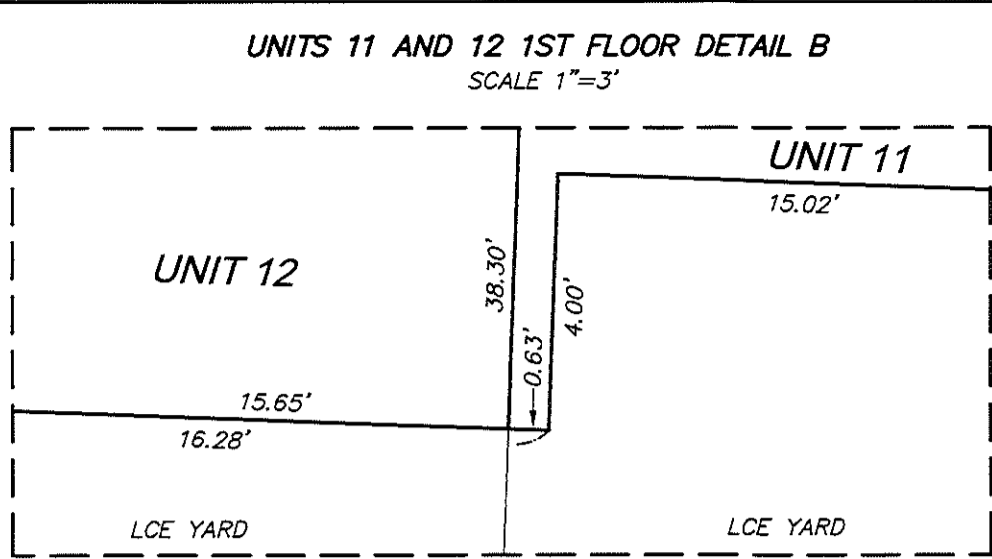 UNITS 11 AND 12 1ST FLOOR DETAIL B
SCALE 1"=3'
UNIT 11
15.02'
UNIT 12
38.30'
4.00'
0.63'
15.65'
16.28'
LCE YARD
LCE YARD